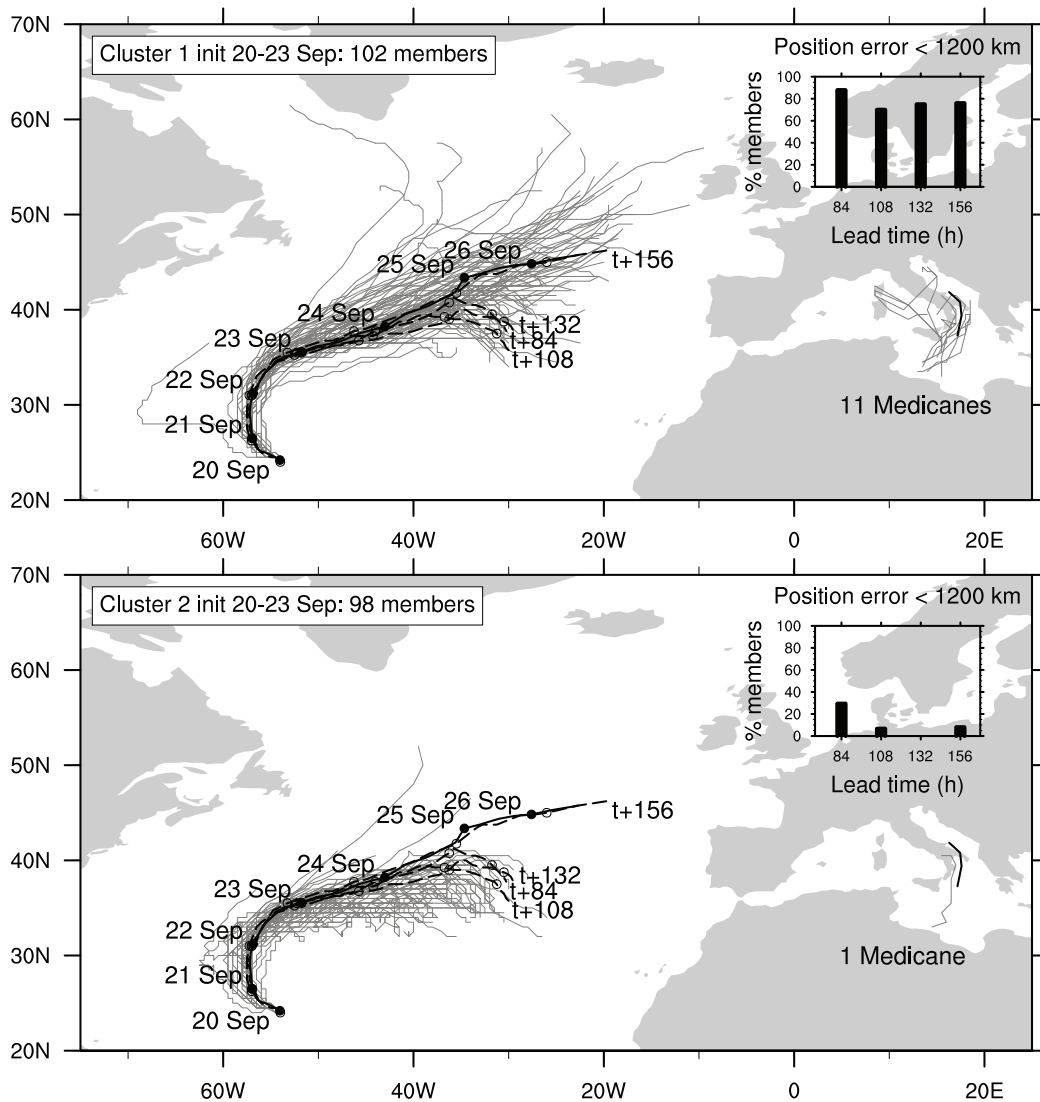 70N
Cluster 1 init 20-23 Sep: 102 members
Position error < 1200 km
100
80
60
40
20
0
% members
84 108 132 156
Lead time (h)
60N
50N
26 Sep
25 Sep
t+156
40N
24 Sep
23 Sep
t+132
t+84
t+108
22 Sep
30N
21 Sep
20 Sep
11 Medicanes
20N
60W 40W 20W 0 20E
70N
Cluster 2 init 20-23 Sep: 98 members
Position error < 1200 km
100
80
60
40
20
0
% members
84 108 132 156
Lead time (h)
60N
50N
26 Sep
25 Sep
t+156
40N
24 Sep
23 Sep
t+132
t+84
t+108
22 Sep
30N
21 Sep
20 Sep
1 Medicane
20N
60W 40W 20W 0 20E